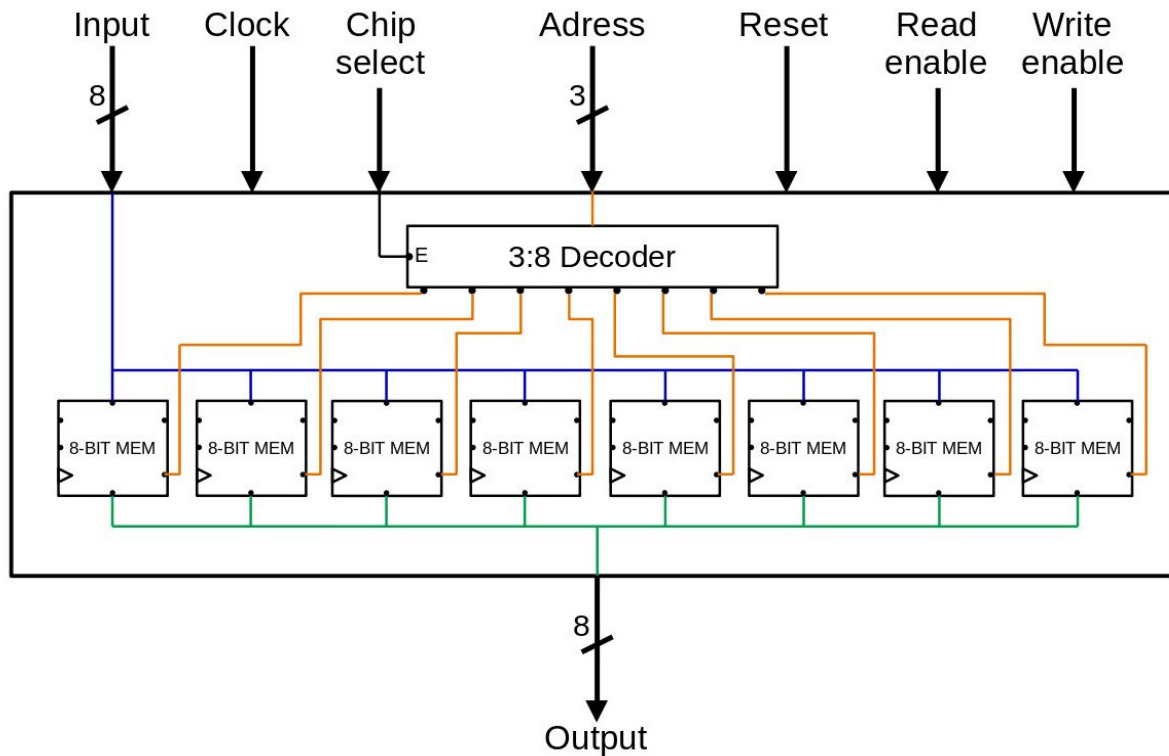 Input
Clock
Chip
select
Adress
Reset
Read
enable
Write
enable
8
3
E
3:8 Decoder
8-BIT MEM
8-BIT MEM
8-BIT MEM
8-BIT MEM
8-BIT MEM
8-BIT MEM
8-BIT MEM
8-BIT MEM
8
Output